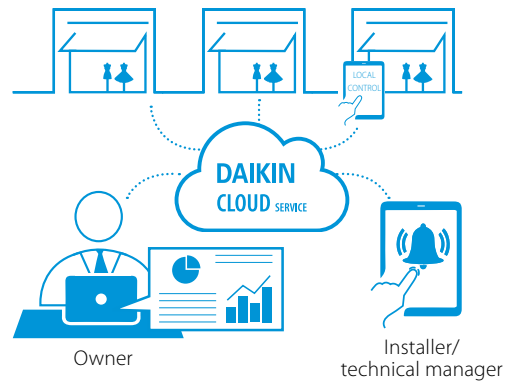 LOCAL
CONTROL
DAIKIN
CLOUD SERVICE
Owner
Installer/
technical manager